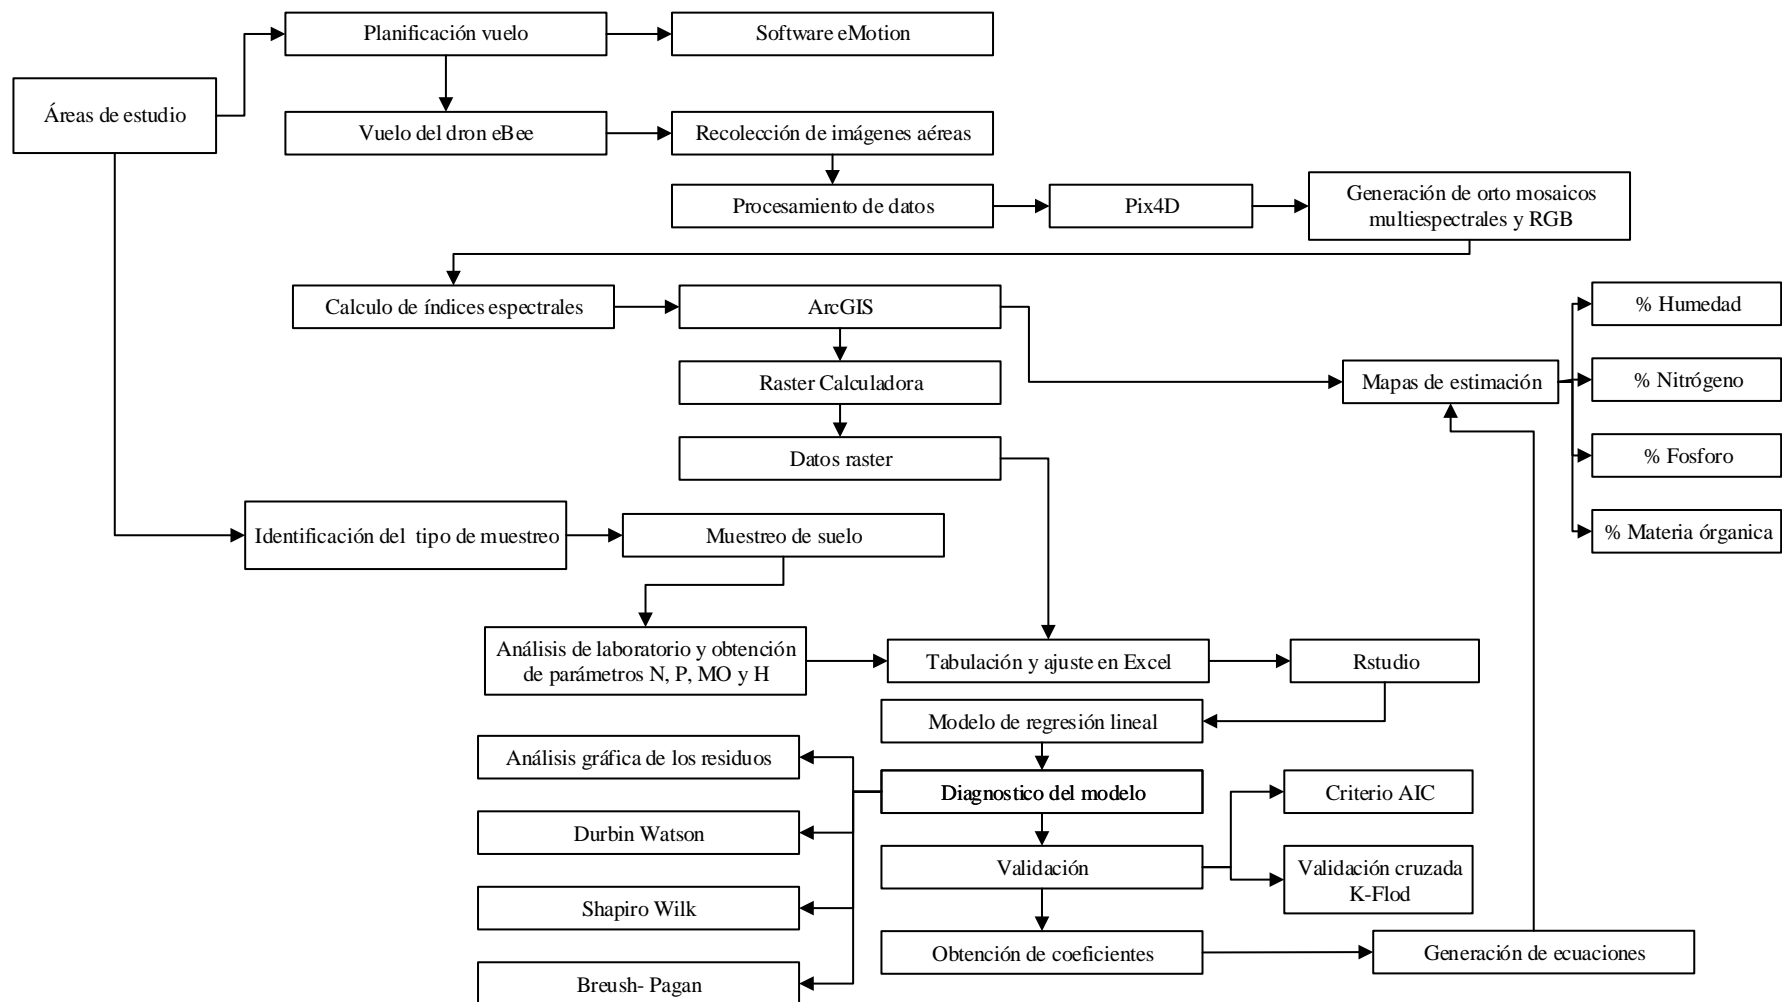 Planificación vuelo
Software eMotion
Áreas de estudio
Vuelo del dron eBee
Recolección de imágenes aéreas
Procesamiento de datos
Pix4D
Generación de orto mosaicos
multiespectrales y RGB
Calculo de índices espectrales
ArcGIS
% Humedad
Raster Calculadora
Mapas de estimación
% Nitrógeno
Datos raster
% Fosforo
Identificación del tipo de muestreo
Muestreo de suelo
% Materia órganica
Análisis de laboratorio y obtención
de parámetros N, P, MO y H
Tabulación y ajuste en Excel
Rstudio
Modelo de regresión lineal
Análisis gráfica de los residuos
Diagnostico del modelo
Criterio AIC
Durbin Watson
Validación
Validación cruzada
K-Flod
Shapiro Wilk
Obtención de coeficientes
Generación de ecuaciones
Breush- Pagan